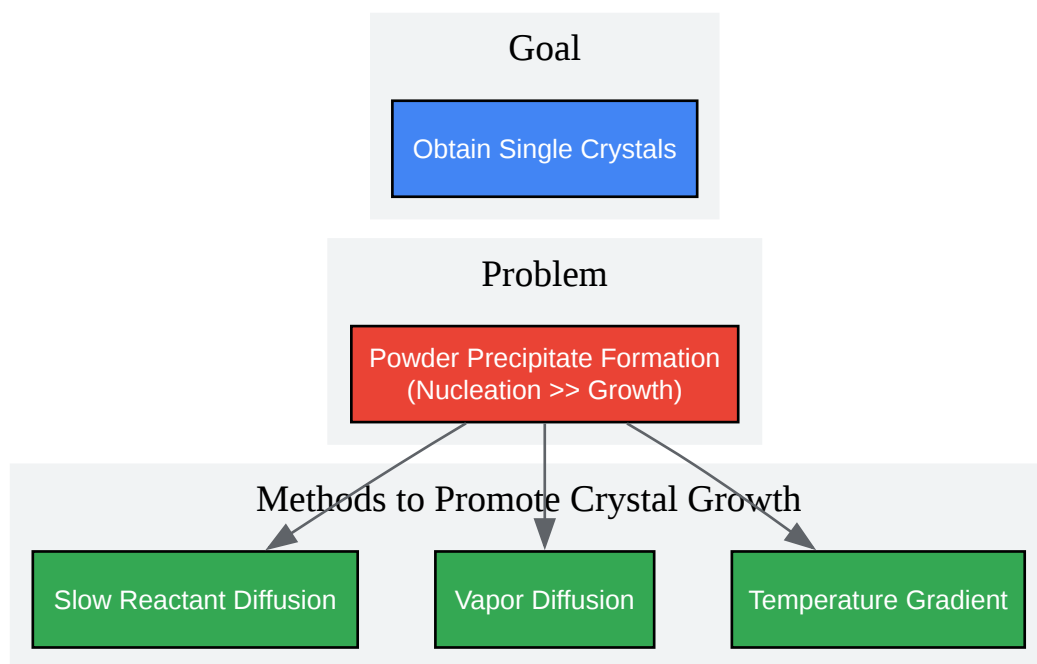 Goal
Obtain Single Crystals
Problem
Powder Precipitate Formation
(Nucleation >> Growth)
Methods to Promote Crystal Growth
Slow Reactant Diffusion
Vapor Diffusion
Temperature Gradient